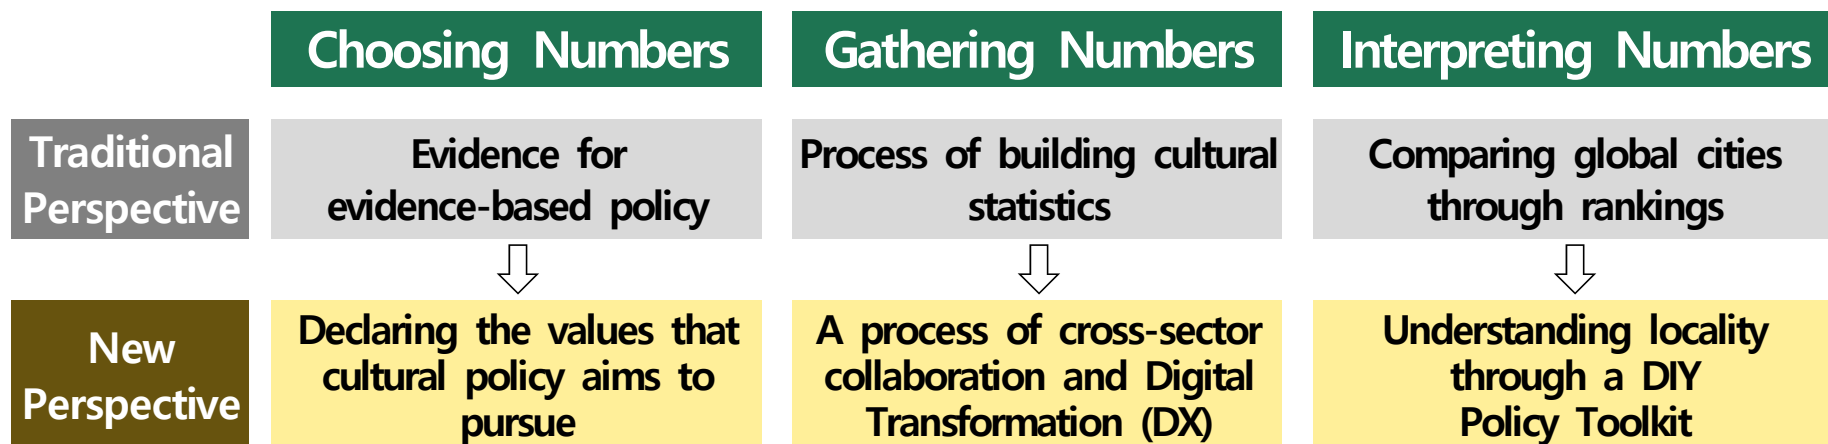 Choosing Numbers
Gathering Numbers
Interpreting Numbers
Traditional
Perspective
Evidence for
evidence-based policy
Process of building cultural
statistics
Comparing global cities
through rankings
New
Perspective
Declaring the values that
cultural policy aims to
pursue
A process of cross-sector
collaboration and Digital
Transformation (DX)
Understanding locality
through a DIY
Policy Toolkit